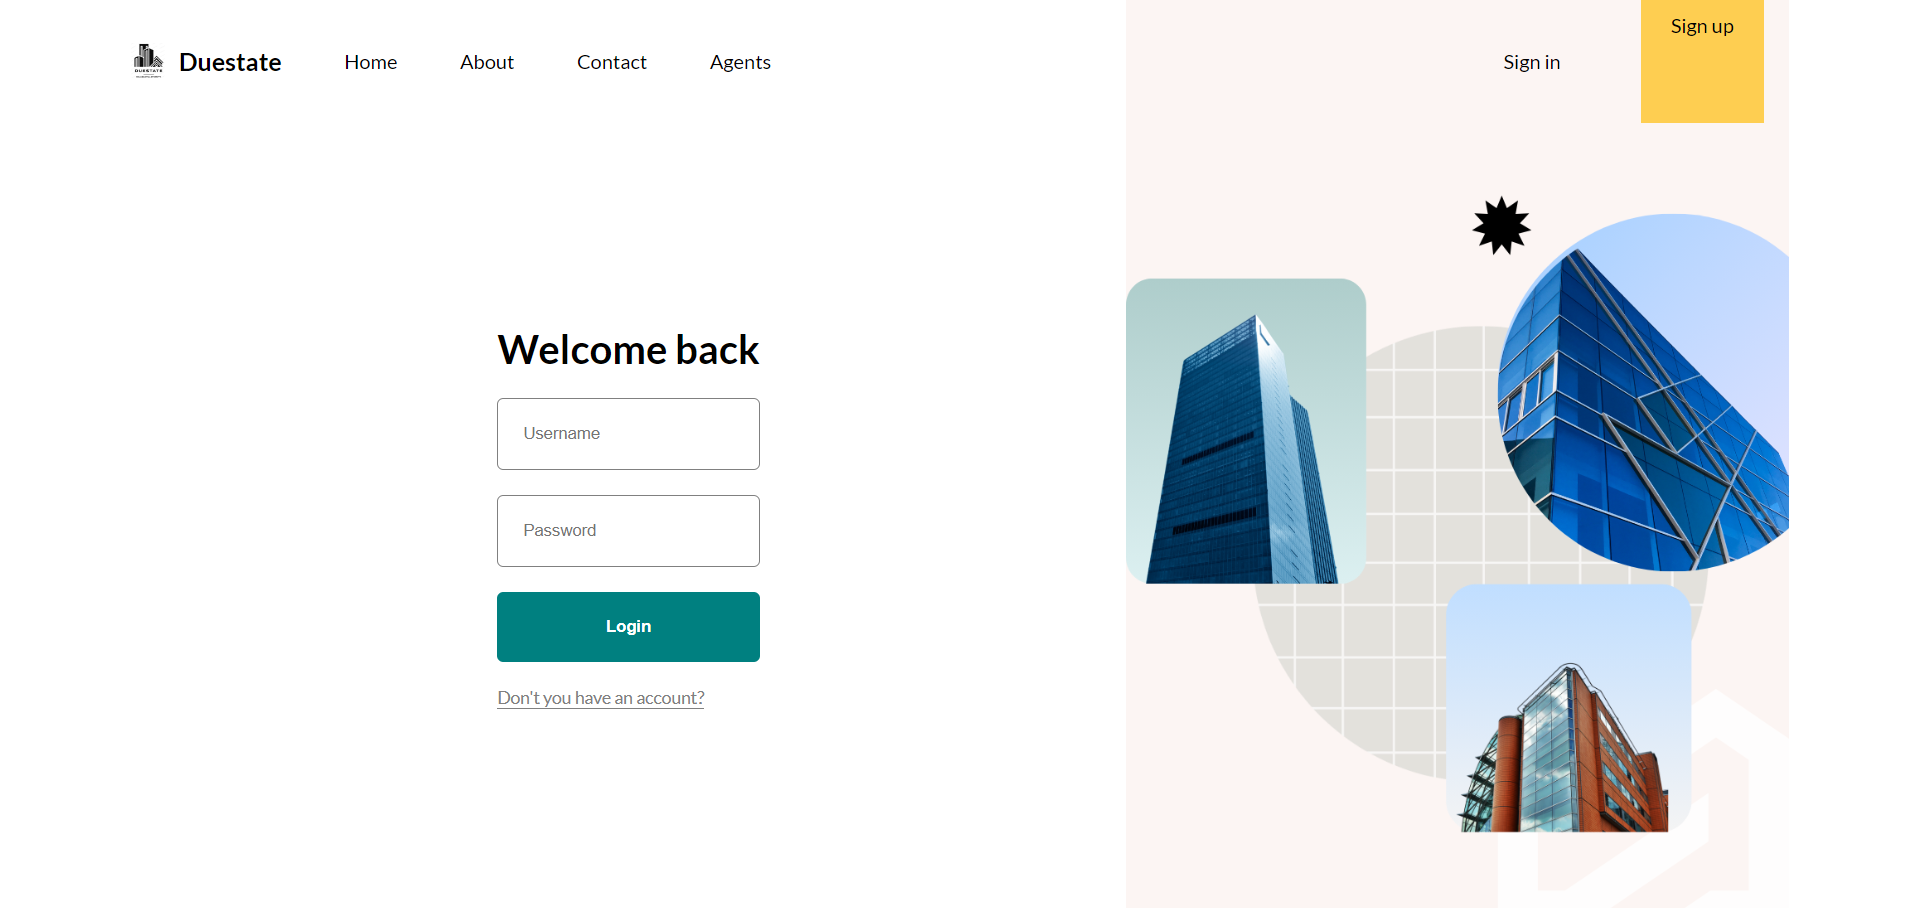 DUESTATE
Duestate
Home
About
Contact
Agents
Sign in
Sign up
Welcome back
Username
Password
Login
Don't you have an account?